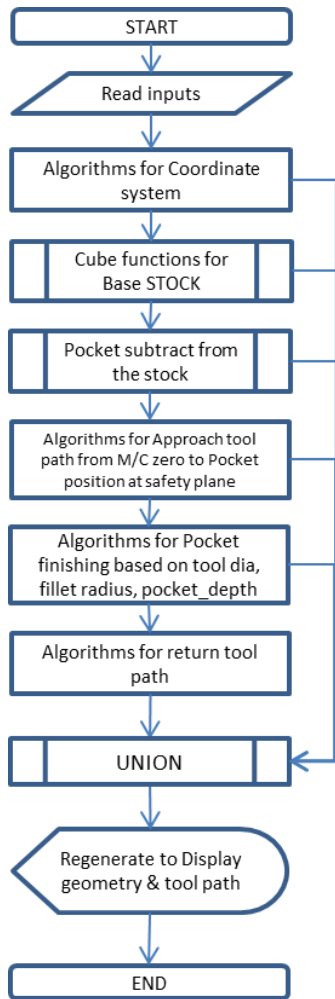 START
Read inputs
Algorithms for Coordinate
system
Cube functions for
Base STOCK
Pocket subtract from
the stock
Algorithms for Approach tool
path from M/C zero to Pocket
position at safety plane
Algorithms for Pocket
finishing based on tool dia,
fillet radius, pocket_depth
Algorithms for return tool
path
UNION
Regenerate to Display
geometry & tool path
END